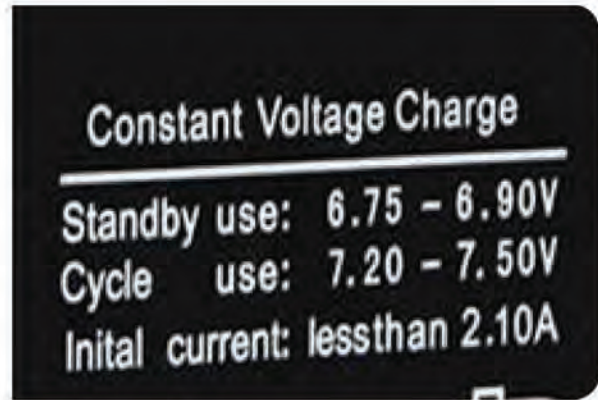 Constant Voltage Charge
Standby use: 6.75 – 6.90V
Cycle use: 7.20 – 7.50V
Inital current: lessthan 2.10A